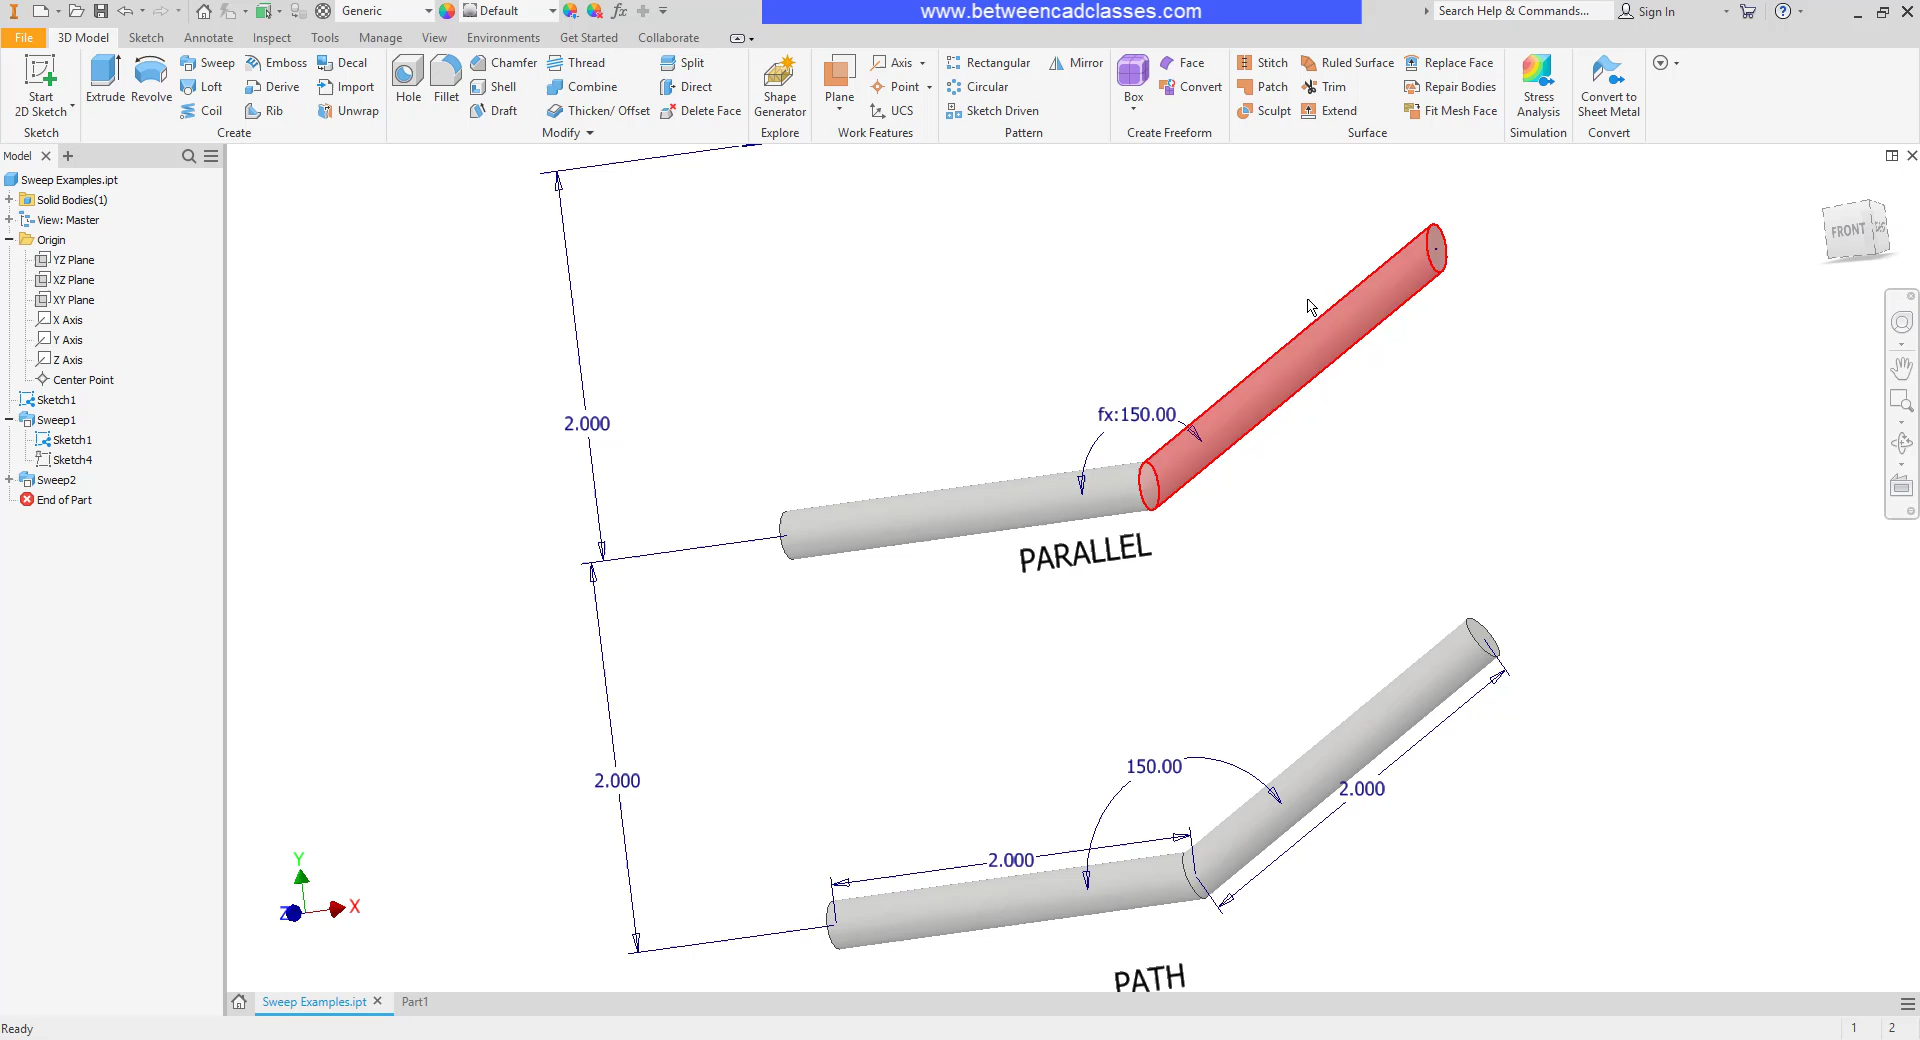 Generic
Default
fx
www.betweencadclasses.com
Search Help & Commands...
Sign In
File
3D Model
Sketch
Annotate
Inspect
Tools
Manage
View
Environments
Get Started
Collaborate
Start
2D Sketch
Sketch
Extrude
Revolve
Sweep
Emboss
Decal
Loft
Derive
Import
Coil
Rib
Unwrap
Create
Hole
Fillet
Chamfer
Thread
Split
Shell
Combine
Direct
Draft
Thicken/ Offset
Delete Face
Modify
Shape
Generator
Explore
Plane
Axis
Point
UCS
Work Features
Rectangular
Mirror
Circular
Sketch Driven
Pattern
Box
Face
Convert
Create Freeform
Stitch
Ruled Surface
Replace Face
Patch
Trim
Repair Bodies
Sculpt
Extend
Fit Mesh Face
Surface
Stress
Analysis
Simulation
Convert to
Sheet Metal
Convert
Model
Sweep Examples.ipt
Solid Bodies(1)
View: Master
Origin
YZ Plane
XZ Plane
XY Plane
X Axis
Y Axis
Z Axis
Center Point
Sketch1
Sweep1
Sketch1
Sketch4
Sweep2
End of Part
FRONT
2.000
fx:150.00
PARALLEL
2.000
150.00
2.000
2.000
PATH
Y
X
Z
Sweep Examples.ipt
Part1
Ready
1
2